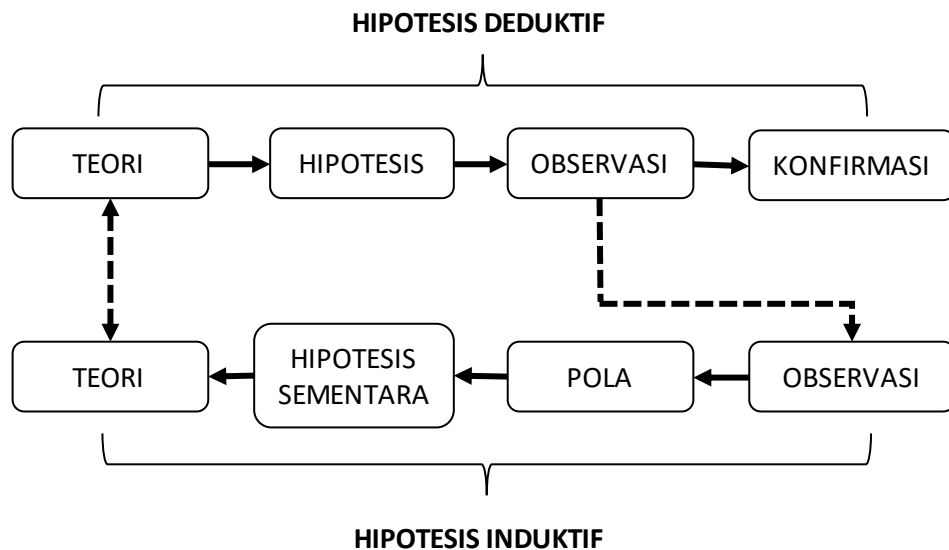 HIPOTESIS DEDUKTIF
TEORI
HIPOTESIS
OBSERVASI
KONFIRMASI
TEORI
HIPOTESIS
SEMENTARA
POLA
OBSERVASI
HIPOTESIS INDUKTIF